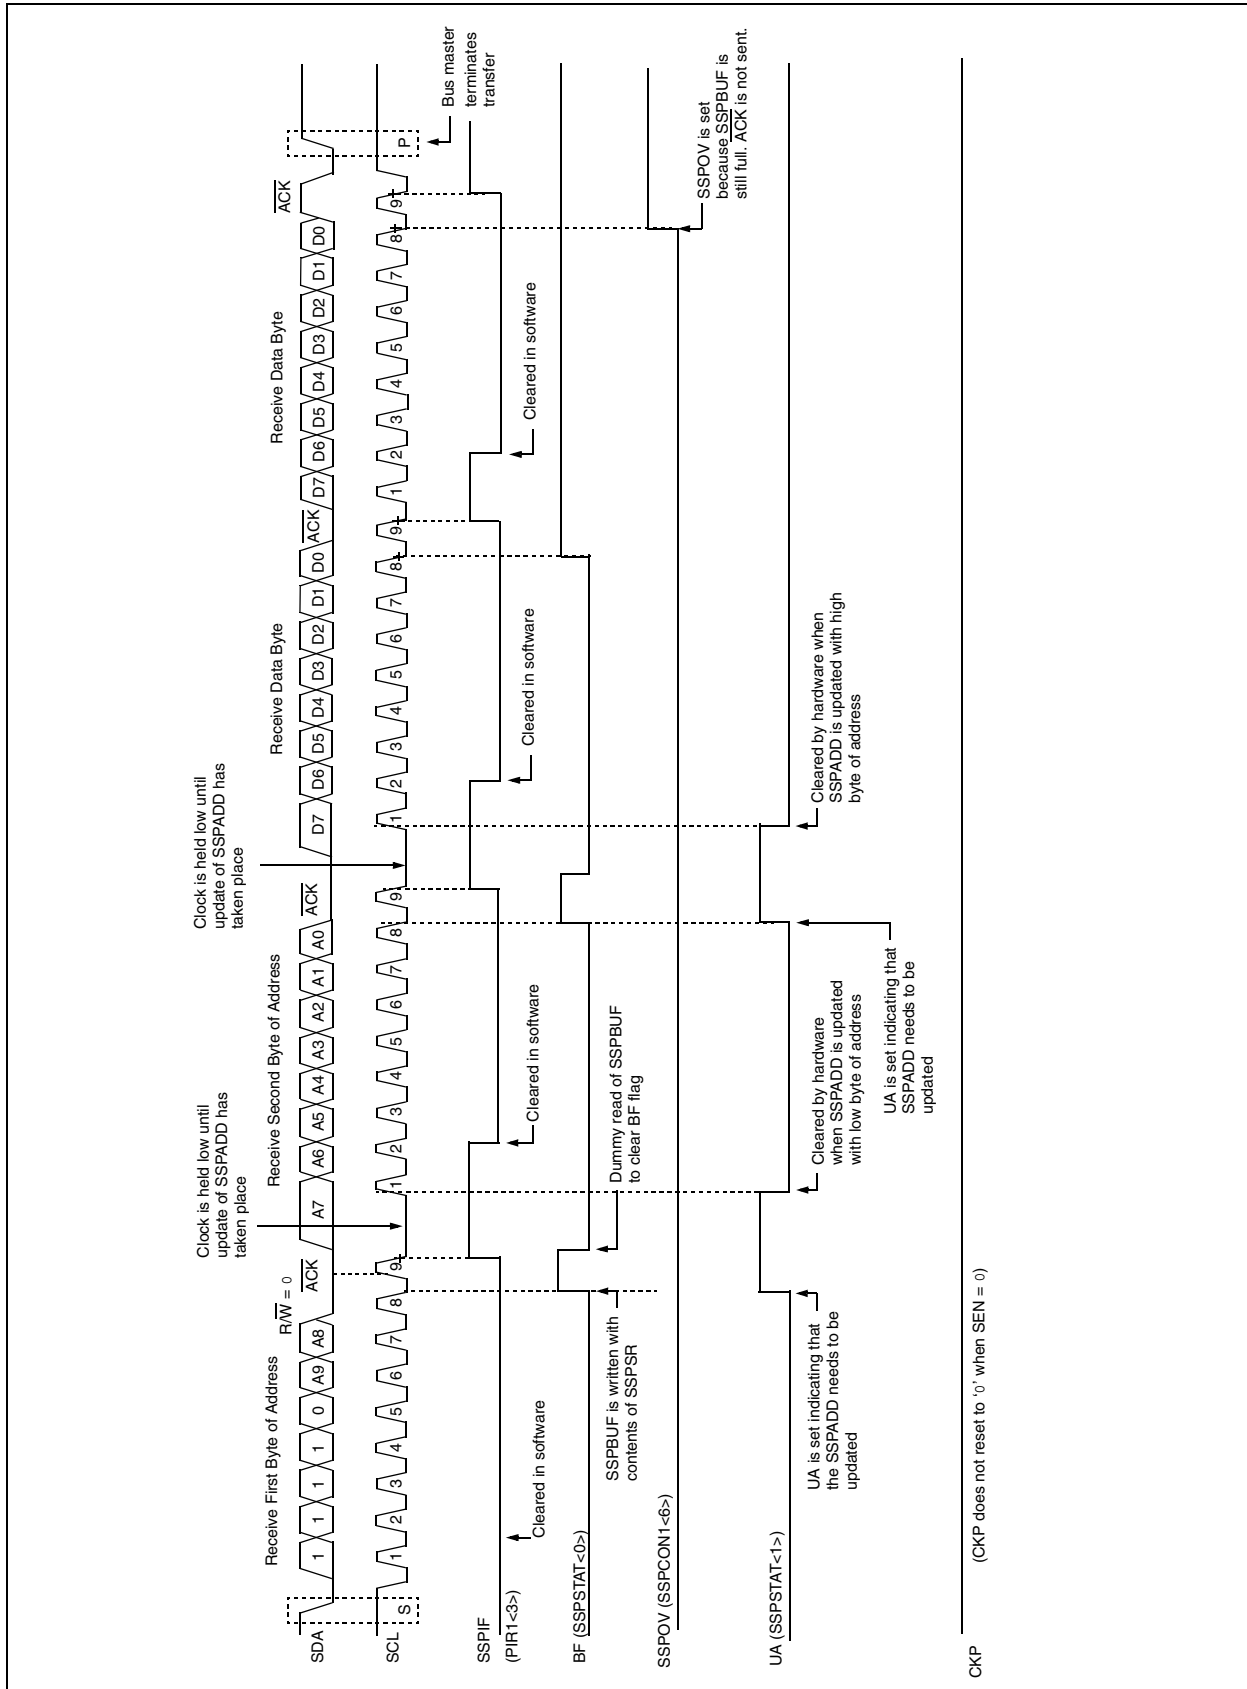 Receive First Byte of Address
R/W = 0
ACK
Clock is held low until
update of SSPADD has
taken place
Receive Second Byte of Address
ACK
Clock is held low until
update of SSPADD has
taken place
Receive Data Byte
ACK
Receive Data Byte
ACK
SDA
1 1 1 1 0 A9 A8
A7 A6 A5 A4 A3 A2 A1 A0
D7 D6 D5 D4 D3 D2 D1 D0
D7 D6 D5 D4 D3 D2 D1 D0
SCL
S 1 2 3 4 5 6 7 8 9
1 2 3 4 5 6 7 8 9
1 2 3 4 5 6 7 8 9
1 2 3 4 5 6 7 8 9 P
Bus master
terminates
transfer
SSPIF
(PIR1<3>)
Cleared in software
Cleared in software
Cleared in software
Cleared in software
BF (SSPSTAT<0>)
SSPBUF is written with
contents of SSPSR
Dummy read of SSPBUF
to clear BF flag
SSPOV (SSPCON1<6>)
SSPOV is set
because SSPBUF is
still full. ACK is not sent.
UA (SSPSTAT<1>)
UA is set indicating that
the SSPADD needs to be
updated
Cleared by hardware
when SSPADD is updated
with low byte of address
UA is set indicating that
SSPADD needs to be
updated
Cleared by hardware when
SSPADD is updated with high
byte of address
CKP
(CKP does not reset to ‘0’ when SEN = 0)